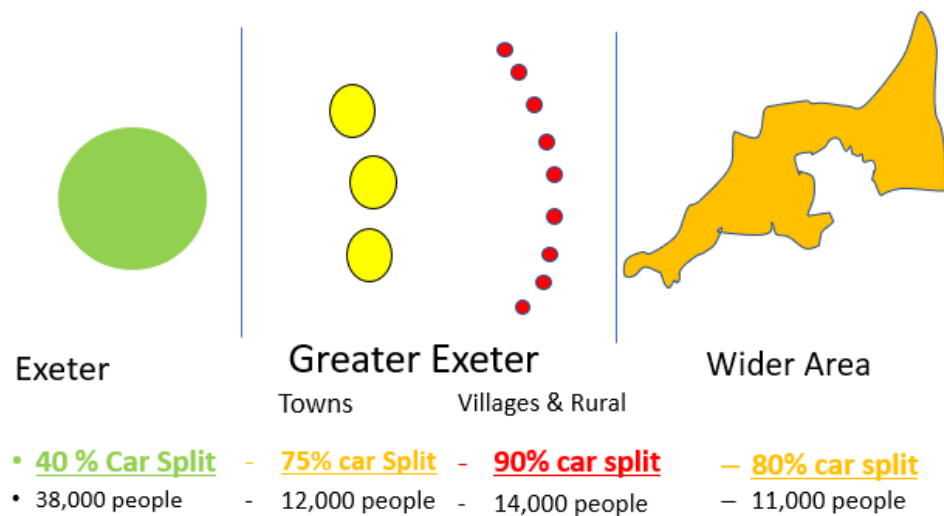 Exeter
Greater Exeter
Wider Area
Towns
Villages & Rural
• 40 % Car Split
- 75% car Split
- 90% car split
– 80% car split
• 38,000 people
- 12,000 people
- 14,000 people
– 11,000 people